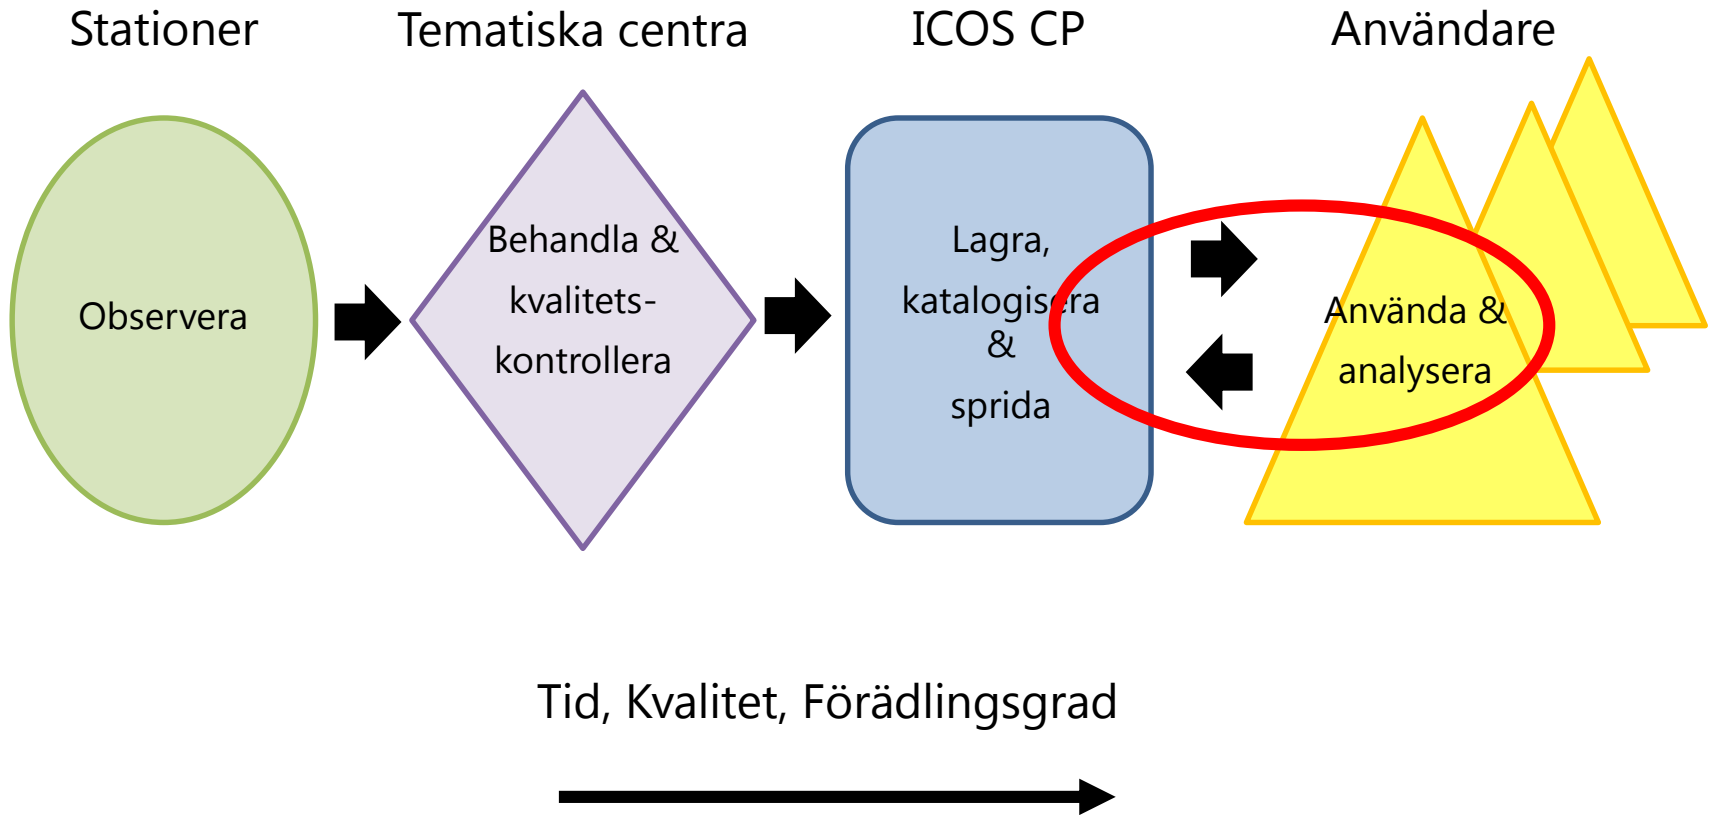 Stationer
Tematiska centra
ICOS CP
Användare
Observera
Behandla &
kvalitets-
kontrollera
Lagra,
katalogisera
&
sprida
Använda &
analysera
Tid, Kvalitet, Förädlingsgrad